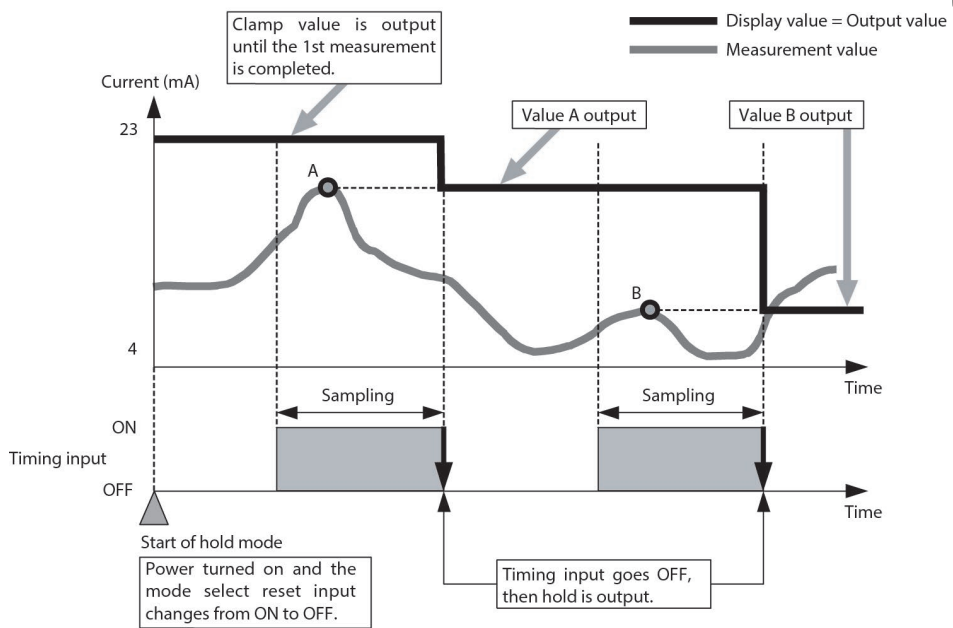 Clamp value is output
until the 1st measurement
is completed.
Display value = Output value
Measurement value
Current (mA)
23
Value A output
Value B output
A
B
4
Time
Sampling
Sampling
ON
Timing input
OFF
Time
Start of hold mode
Power turned on and the
mode select reset input
changes from ON to OFF.
Timing input goes OFF,
then hold is output.